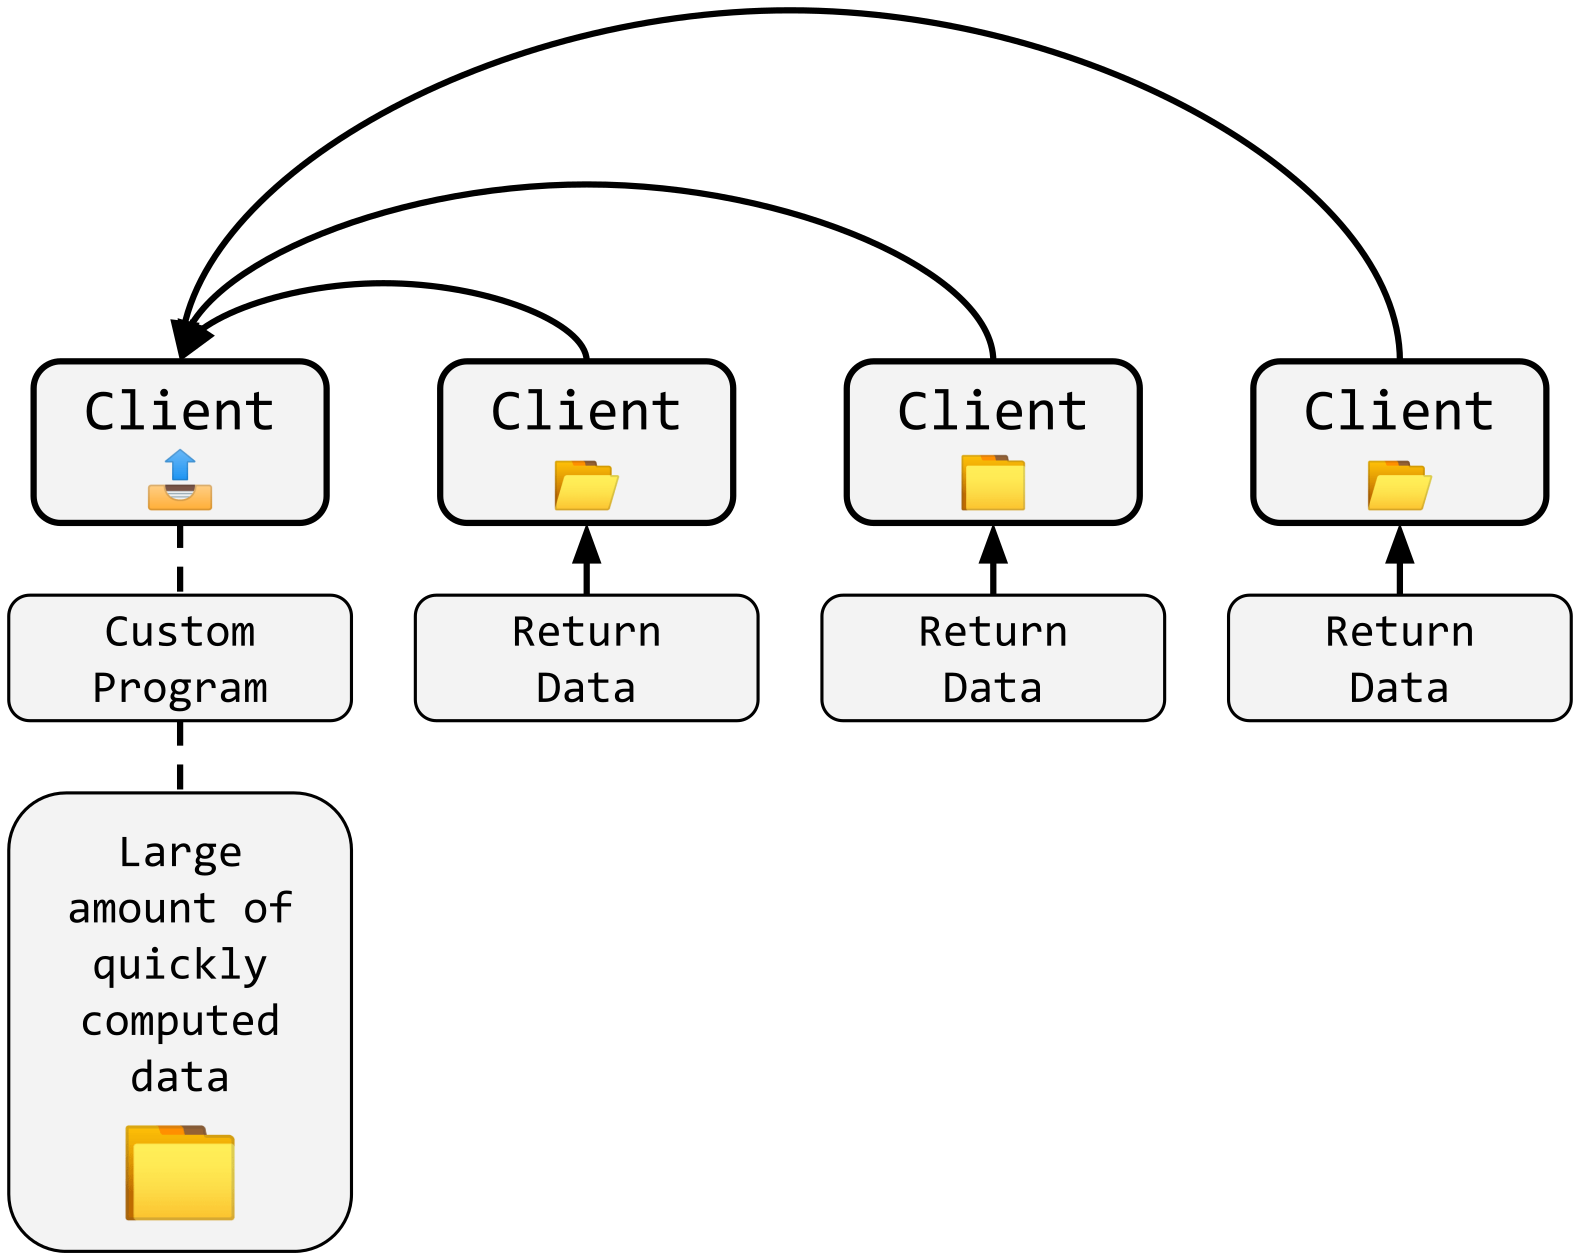 Client
Client
Client
Client
Custom
Program
Return
Data
Return
Data
Return
Data
Large
amount of
quickly
computed
data